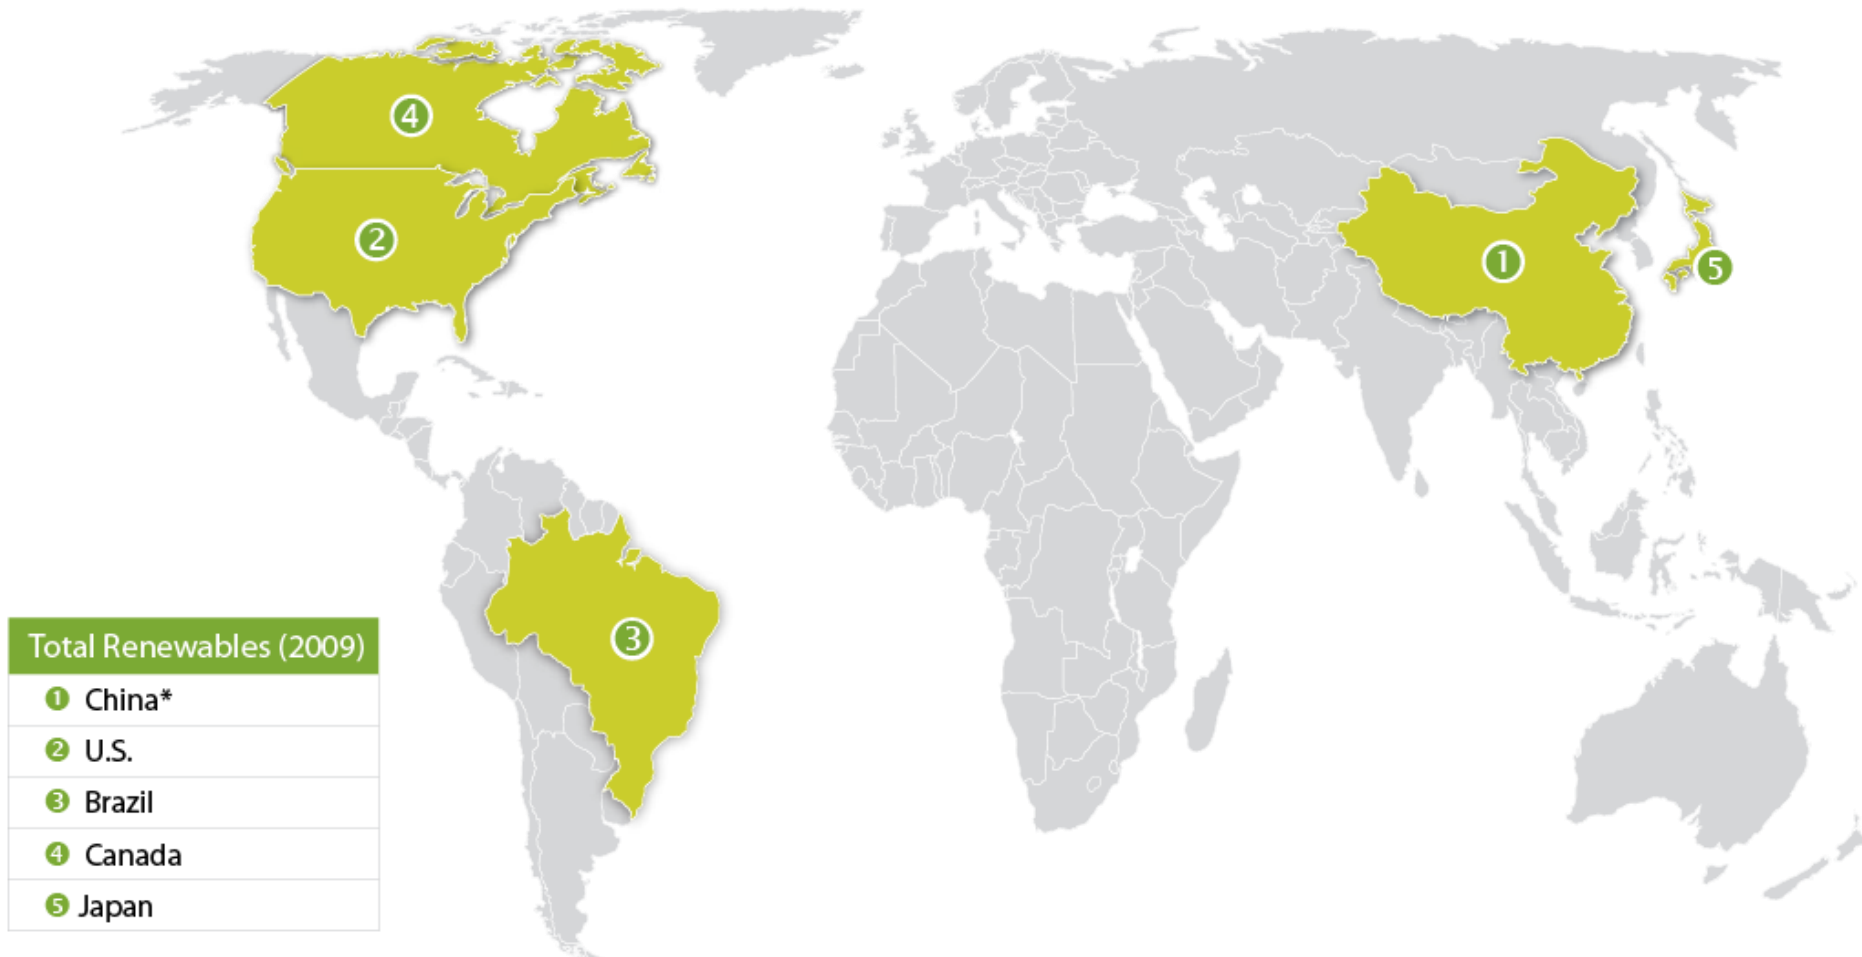 4
2
1
5
3
Total Renewables (2009)
1 China*
2 U.S.
3 Brazil
4 Canada
5 Japan